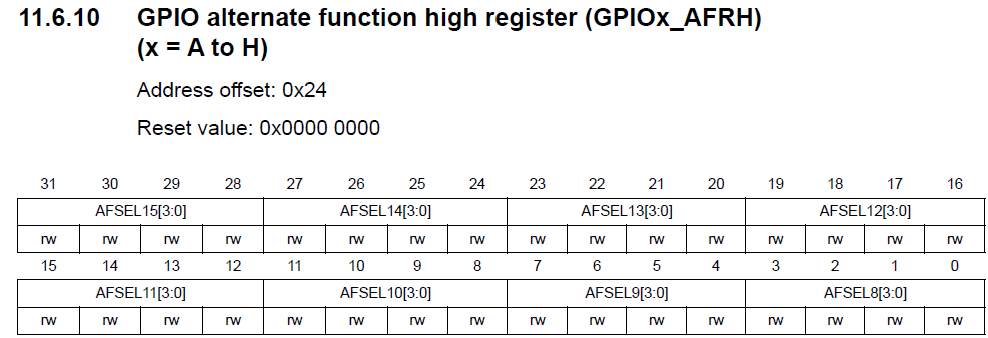 11.6.10 GPIO alternate function high register (GPIOx_AFRH)
(x = A to H)
Address offset: 0x24
Reset value: 0x0000 0000
31 30 29 28 27 26 25 24 23 22 21 20 19 18 17 16
AFSEL15[3:0] AFSEL14[3:0] AFSEL13[3:0] AFSEL12[3:0]
rw rw rw rw rw rw rw rw rw rw rw rw rw rw rw rw
15 14 13 12 11 10 9 8 7 6 5 4 3 2 1 0
AFSEL11[3:0] AFSEL10[3:0] AFSEL9[3:0] AFSEL8[3:0]
rw rw rw rw rw rw rw rw rw rw rw rw rw rw rw rw